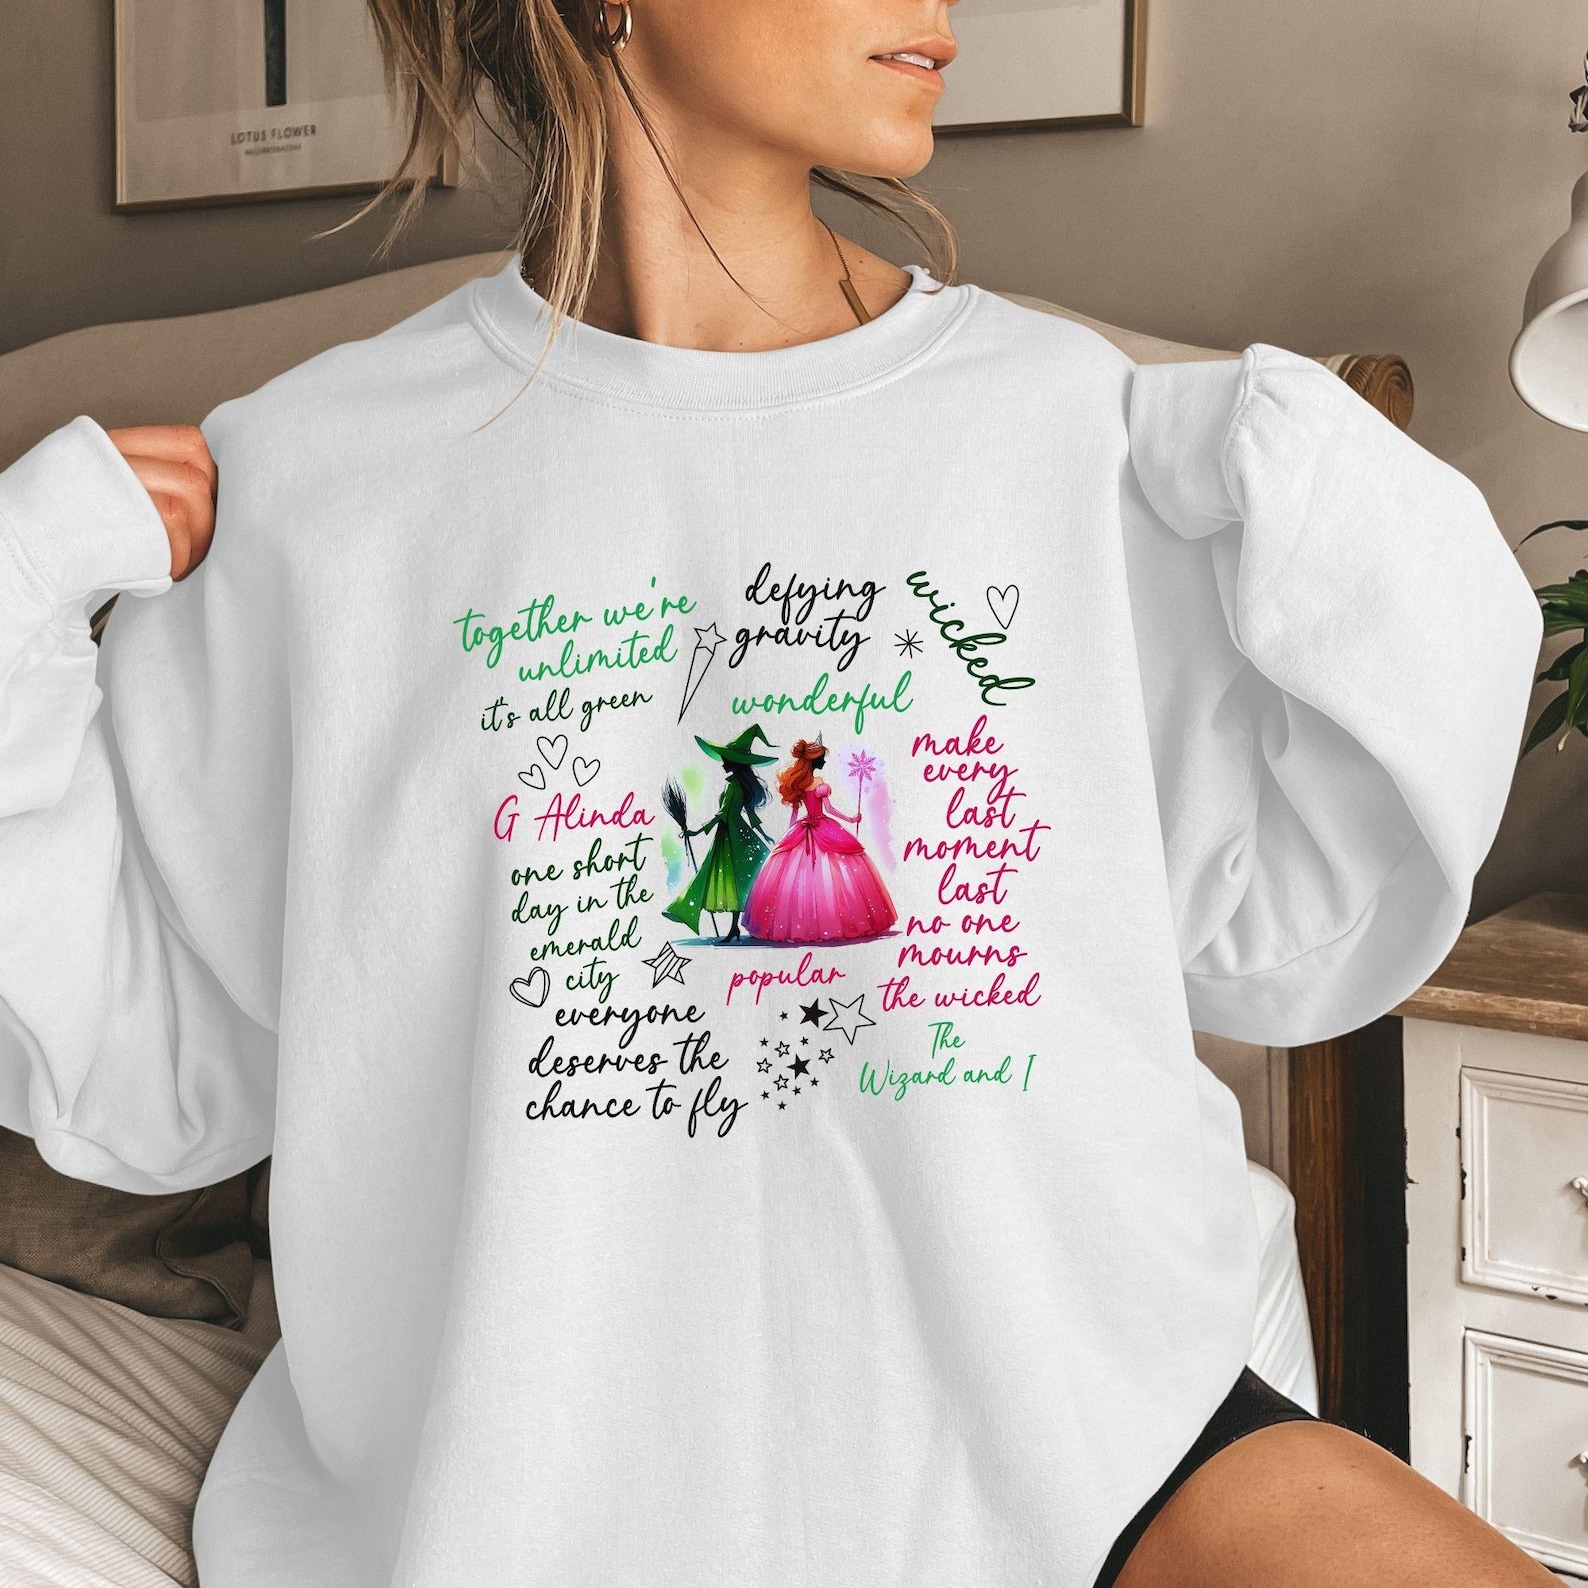 LOTUS FLOWER
together we're
unlimited
it's all green
defying
gravity
wicked
wonderful
G Alinda
one short
day in the
emerald
city
everyone
deserves the
chance to fly
popular
make
every
last
moment
last
no one
mourns
the wicked
The
Wizard and I